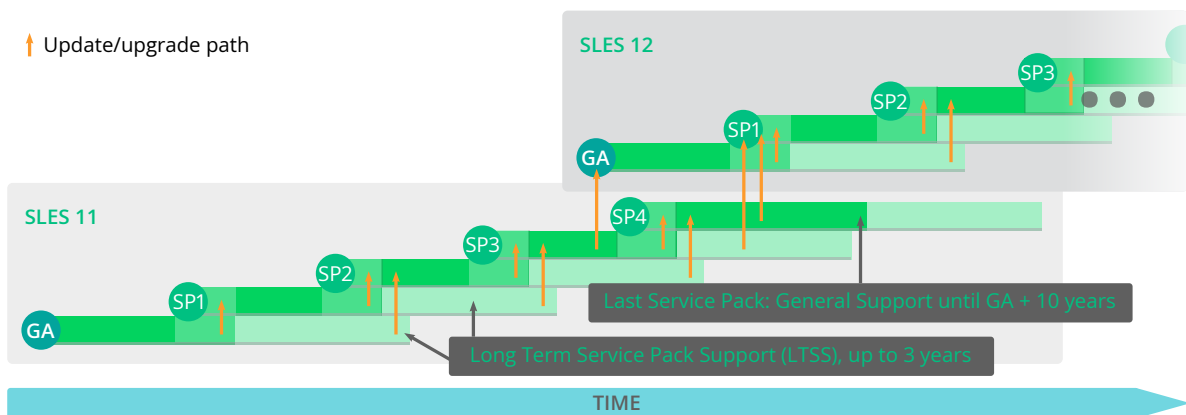 Update/upgrade path
SLES 12
SP3
SP2
SP1
GA
SLES 11
SP4
SP3
SP2
SP1
GA
Last Service Pack: General Support until GA + 10 years
Long Term Service Pack Support (LTSS), up to 3 years
TIME